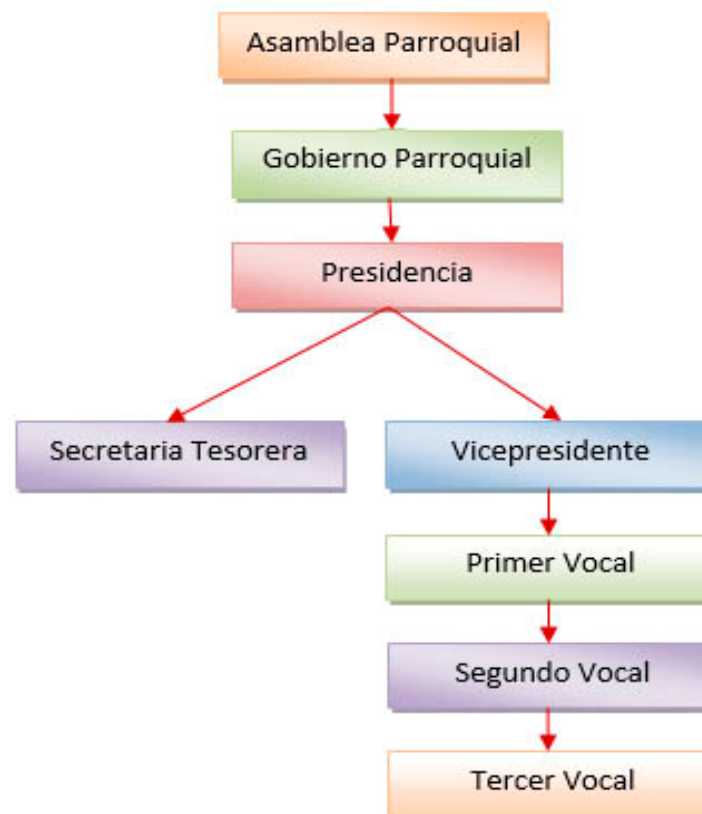 Asamblea Parroquial
Gobierno Parroquial
Presidencia
Secretaria Tesorera
Vicepresidente
Primer Vocal
Segundo Vocal
Tercer Vocal